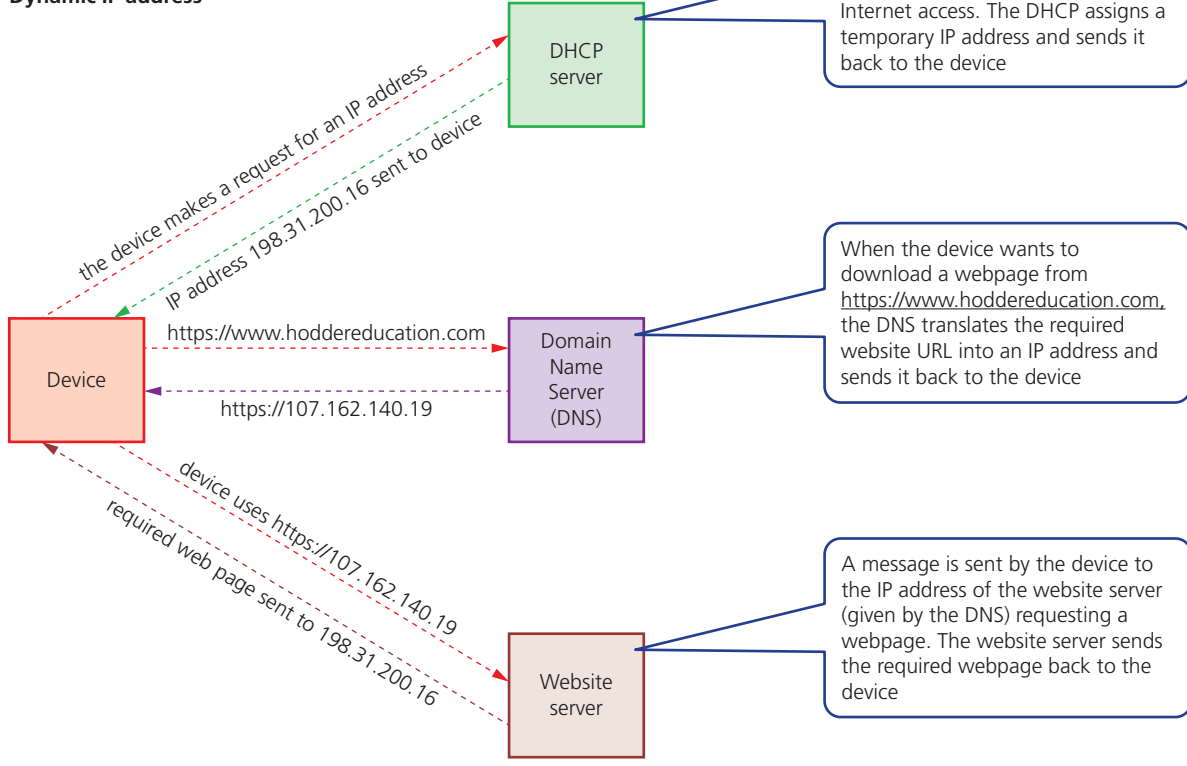 Dynamic IP address
Internet access. The DHCP assigns a
temporary IP address and sends it
back to the device
DHCP
server
the device makes a request for an IP address
IP address 198.31.200.16 sent to device
When the device wants to
download a webpage from
https://www.hoddereducation.com,
the DNS translates the required
website URL into an IP address and
sends it back to the device
https://www.hoddereducation.com
Device
Domain
Name
Server
(DNS)
https://107.162.140.19
device uses https://107.162.140.19
required web page sent to 198.31.200.16
A message is sent by the device to
the IP address of the website server
(given by the DNS) requesting a
webpage. The website server sends
the required webpage back to the
device
Website
server